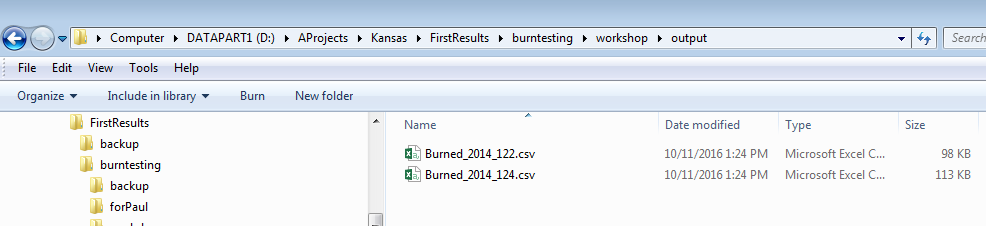 Computer DATAPART1 (D:) AProjects Kansas FirstResults burntesting workshop output Search
File Edit View Tools Help
Organize Include in library Burn New folder
FirstResults
backup
burntesting
backup
forPaul
Name Date modified Type Size
Burned_2014_122.csv 10/11/2016 1:24 PM Microsoft Excel C... 98 KB
Burned_2014_124.csv 10/11/2016 1:24 PM Microsoft Excel C... 113 KB